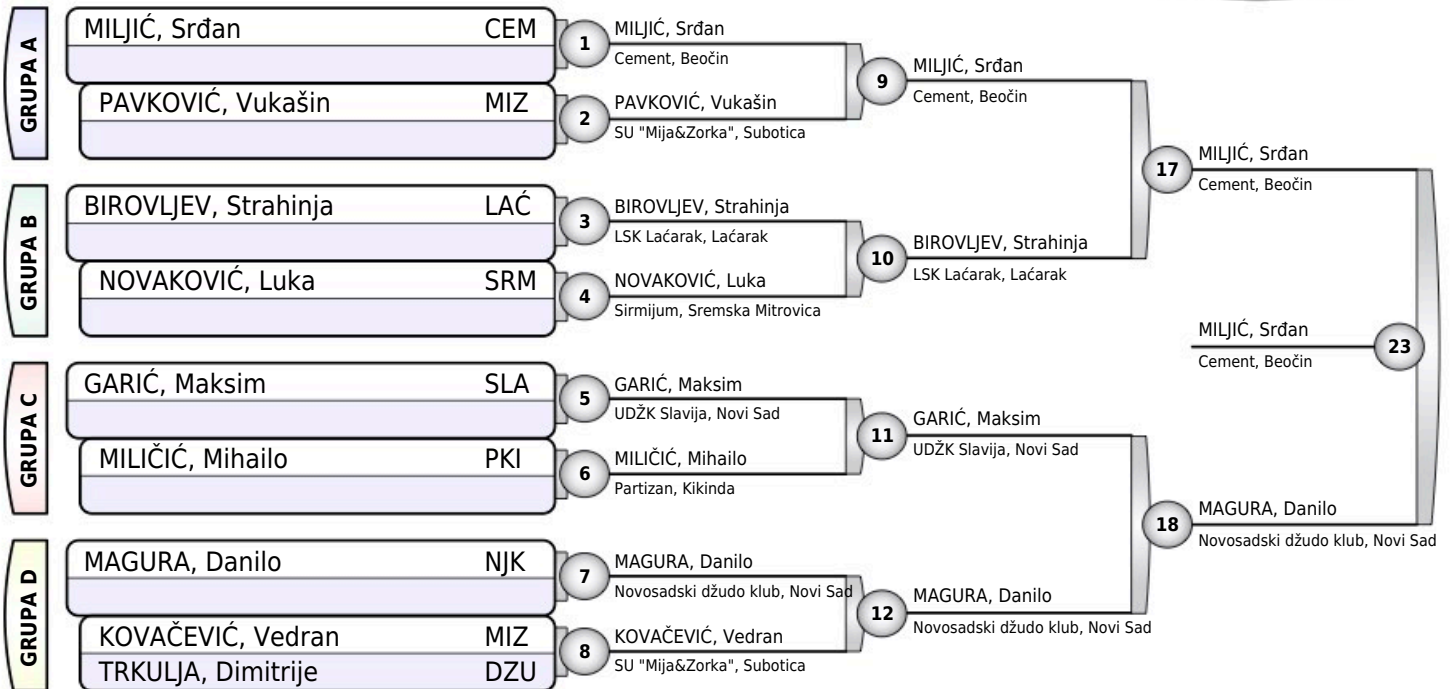 GRUPA A
MILJIĆ, Srđan CEM
PAVKOVIĆ, Vukašin MIZ
GRUPA B
BIROVLJEV, Strahinja LAĆ
NOVAKOVIĆ, Luka SRM
GRUPA C
GARIĆ, Maksim SLA
MILIČIĆ, Mihailo PKI
GRUPA D
MAGURA, Danilo NJK
KOVAČEVIĆ, Vedran MIZ
TRKULJA, Dimitrije DZU
1
MILJIĆ, Srđan
Cement, Beočin
2
PAVKOVIĆ, Vukašin
SU "Mija&Zorka", Subotica
3
BIROVLJEV, Strahinja
LSK Laćarak, Laćarak
4
NOVAKOVIĆ, Luka
Sirmijum, Sremska Mitrovica
5
GARIĆ, Maksim
UDŽK Slavija, Novi Sad
6
MILIČIĆ, Mihailo
Partizan, Kikinda
7
MAGURA, Danilo
Novosadski džudo klub, Novi Sad
8
KOVAČEVIĆ, Vedran
SU "Mija&Zorka", Subotica
9
MILJIĆ, Srđan
Cement, Beočin
10
BIROVLJEV, Strahinja
LSK Laćarak, Laćarak
11
GARIĆ, Maksim
UDŽK Slavija, Novi Sad
12
MAGURA, Danilo
Novosadski džudo klub, Novi Sad
17
MILJIĆ, Srđan
Cement, Beočin
18
MAGURA, Danilo
Novosadski džudo klub, Novi Sad
MILJIĆ, Srđan
Cement, Beočin
23